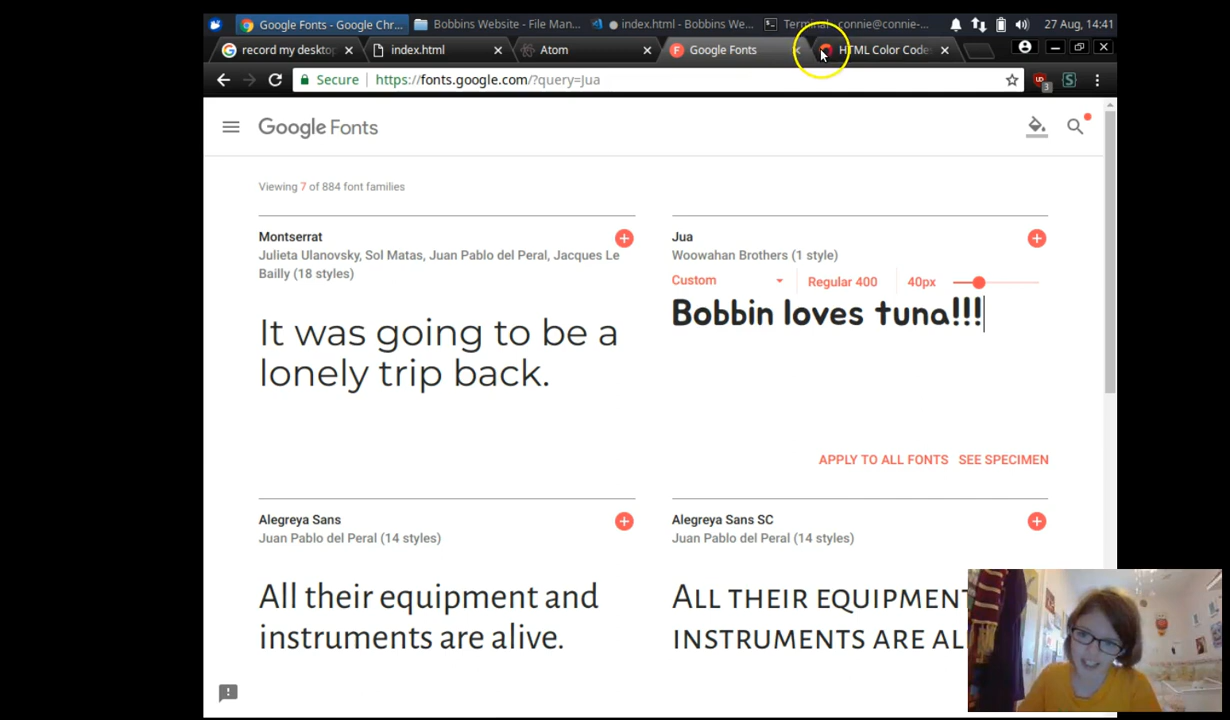 Google Fonts - Google Chr... Bobbins Website - File Man... index.html - Bobbins We... Terminal - connie@connie-... 27 Aug, 14:41
record my deskto index.html Atom Google Fonts HTML Color Code
Secure https://fonts.google.com/?query=Jua
3
Google Fonts
Viewing 7 of 884 font families
Montserrat
Julieta Ulanovsky, Sol Matas, Juan Pablo del Peral, Jacques Le
Bailly (18 styles)
It was going to be a
lonely trip back.
Jua
Woowahan Brothers (1 style)
Custom Regular 400 40px
Bobbin loves tuna!!!
APPLY TO ALL FONTS SEE SPECIMEN
Alegreya Sans
Juan Pablo del Peral (14 styles)
All their equipment and
instruments are alive.
Alegreya Sans SC
Juan Pablo del Peral (14 styles)
ALL THEIR EQUIPMENT
INSTRUMENTS ARE ALI